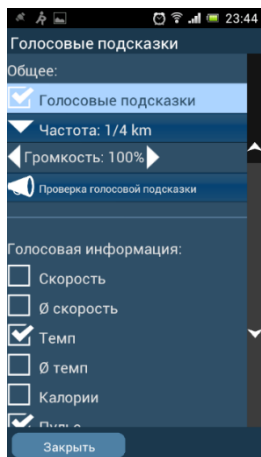 23:44
Голосовые подсказки
Общее:
Голосовые подсказки
Частота: 1/4 km
Громкость: 100%
Проверка голосовой подсказки
Голосовая информация:
Скорость
Ø скорость
Темп
Ø темп
Калории
Пульс
Закрыть